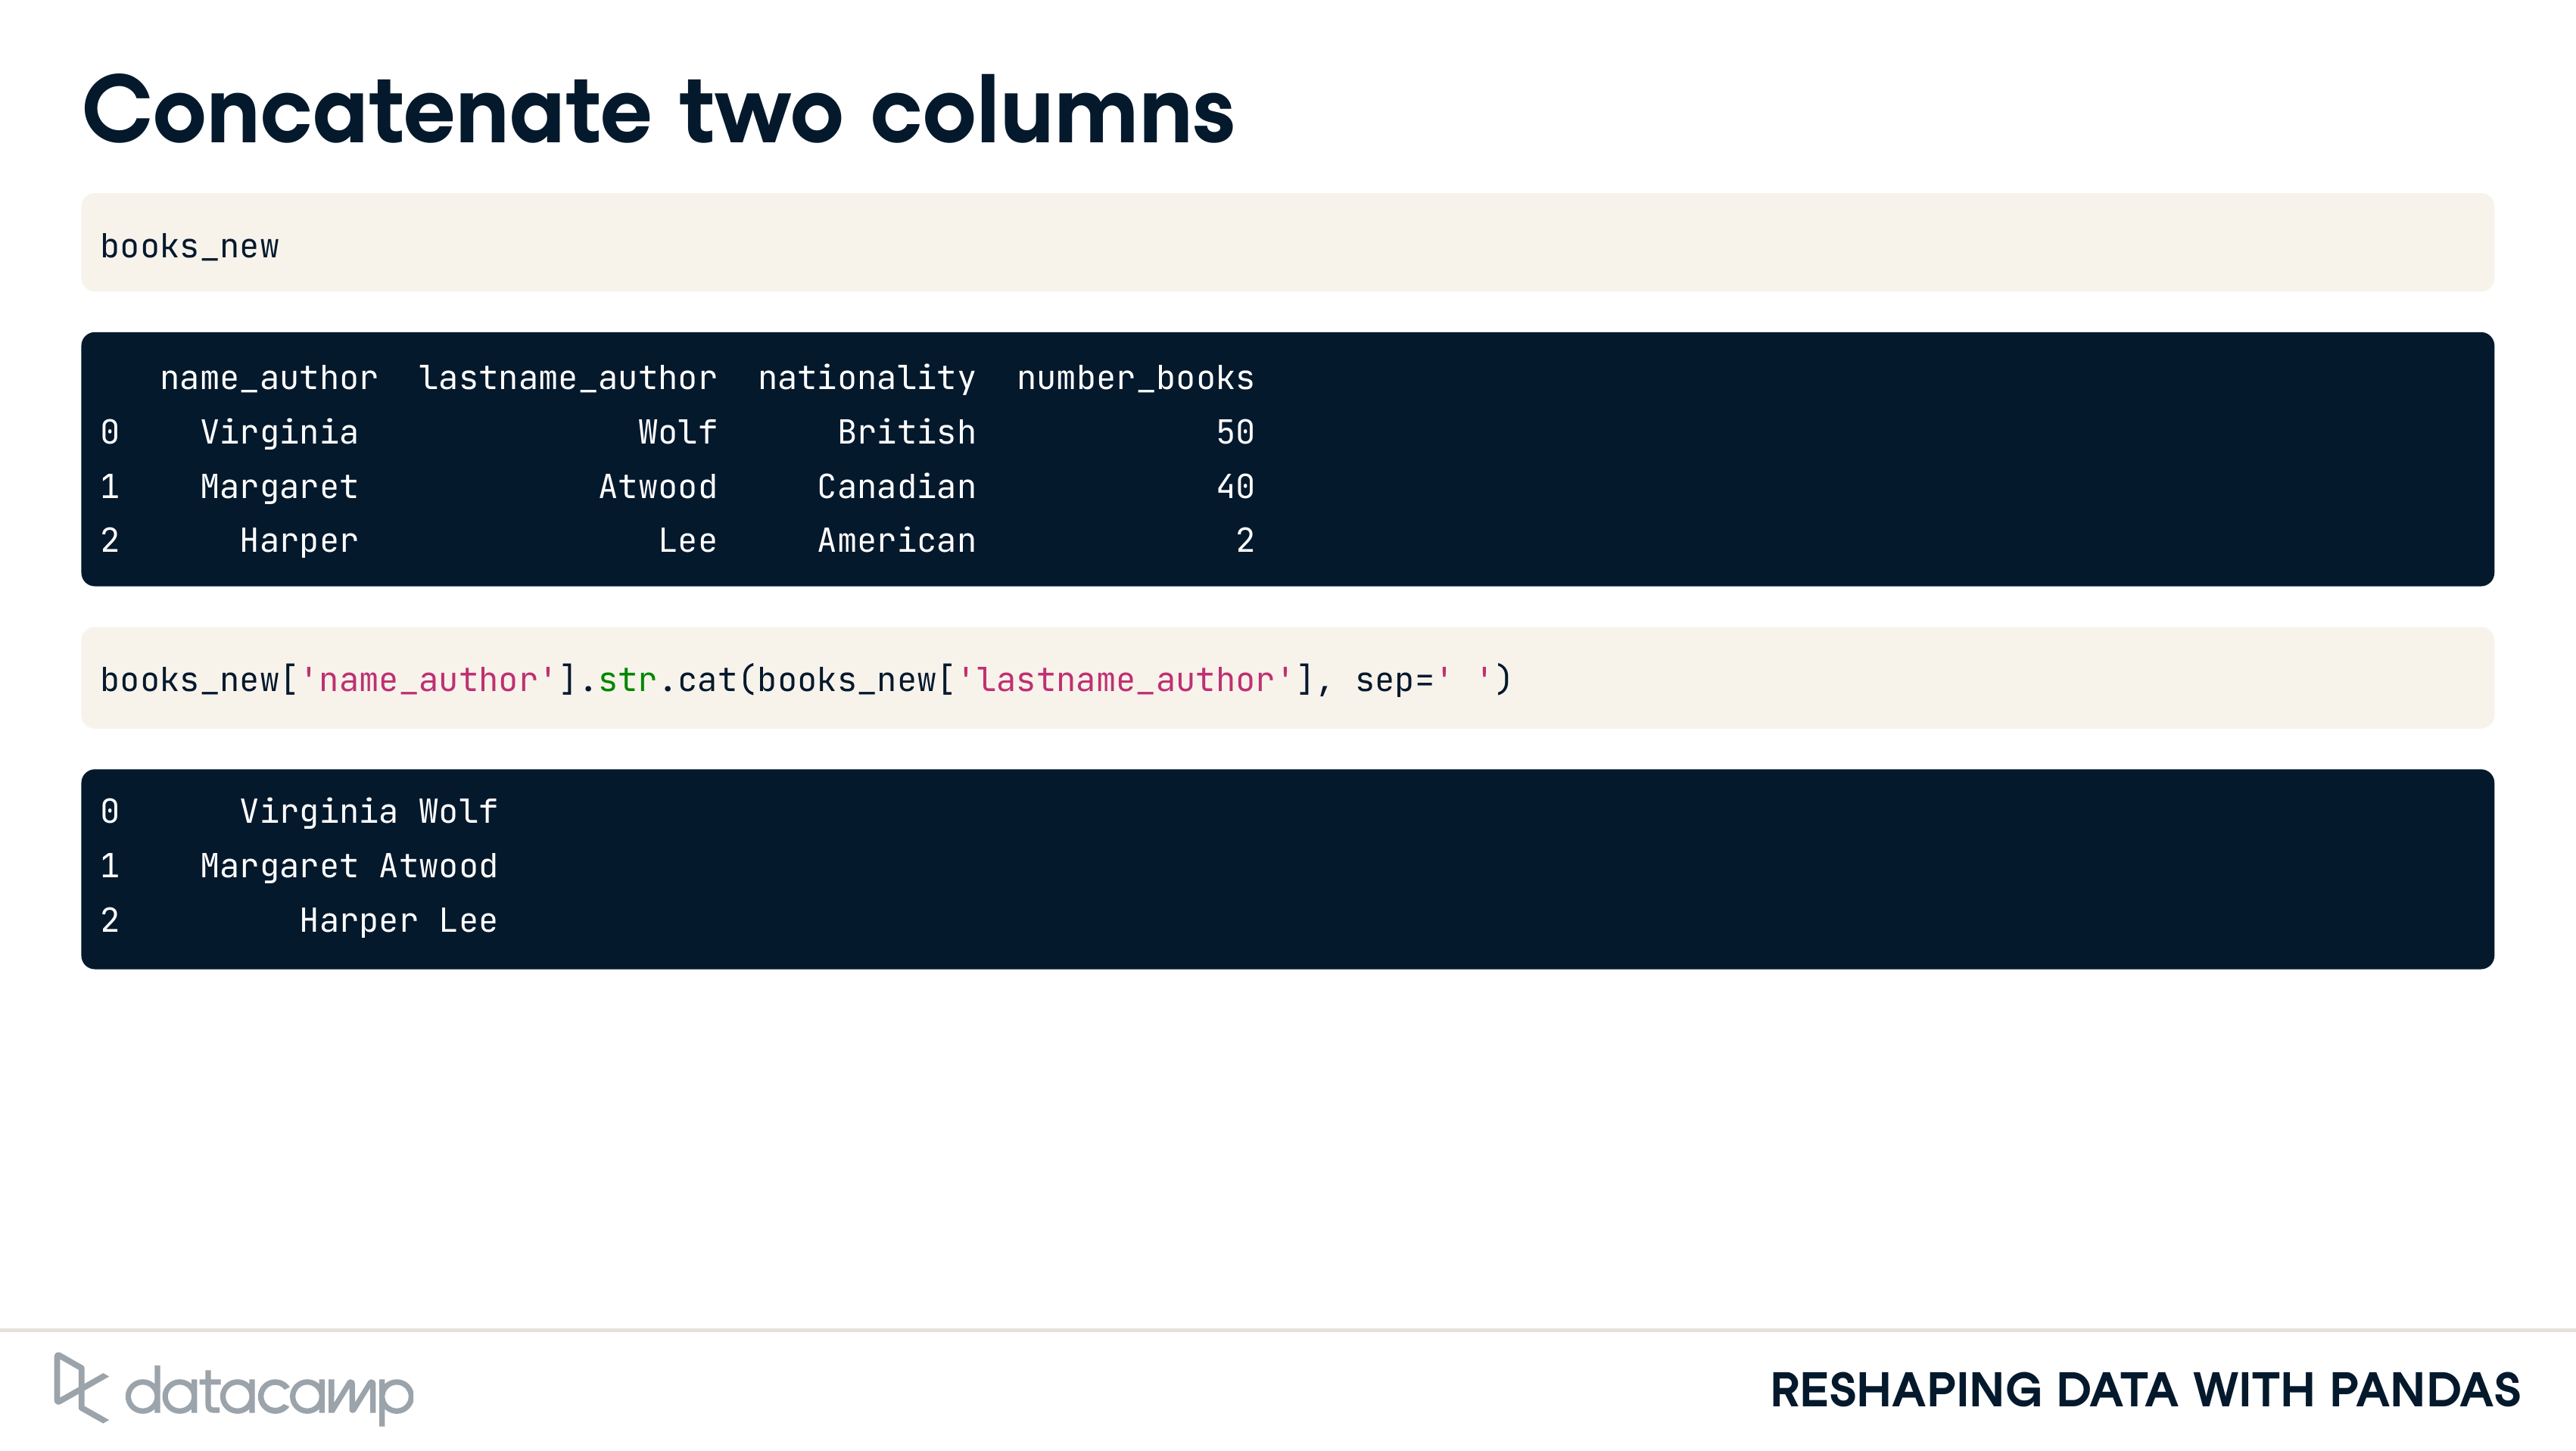 Concatenate two columns
books_new
name_author lastname_author nationality number_books
0 Virginia Wolf British 50
1 Margaret Atwood Canadian 40
2 Harper Lee American 2
books_new['name_author'].str.cat(books_new['lastname_author'], sep=' ')
0 Virginia Wolf
1 Margaret Atwood
2 Harper Lee
datacamp
RESHAPING DATA WITH PANDAS